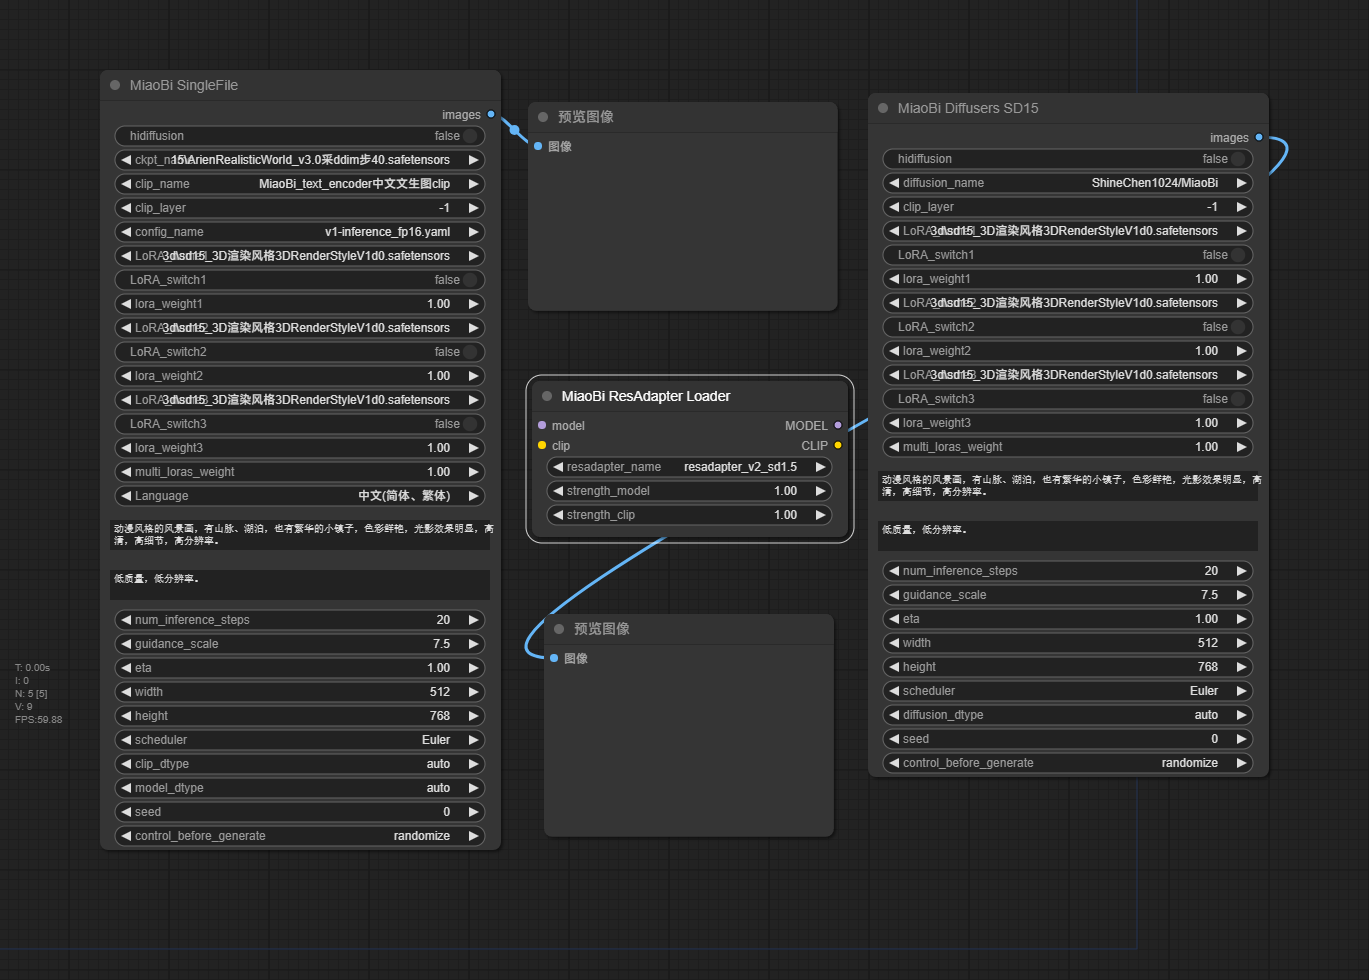 MiaoBi SingleFile
images
hidiffusion false
ckpt_n 15\ArienRealisticWorld_v3.0采ddim步40.safetensors
clip_name MiaoBi_text_encoder中文文生图clip
clip_layer -1
config_name v1-inference_fp16.yaml
LoRA 3d\sd15_3D渲染风格3DRenderStyleV1d0.safetensors
LoRA_switch1 false
lora_weight1 1.00
LoRA 3d\sd15_3D渲染风格3DRenderStyleV1d0.safetensors
LoRA_switch2 false
lora_weight2 1.00
LoRA 3d\sd15_3D渲染风格3DRenderStyleV1d0.safetensors
LoRA_switch3 false
lora_weight3 1.00
multi_loras_weight 1.00
Language 中文(简体、繁体)
动漫风格的风景画，有山脉、湖泊，也有繁华的小镇子，色彩鲜艳，光影效果明显，高
清，高细节，高分辨率。
低质量，低分辨率。
num_inference_steps 20
guidance_scale 7.5
eta 1.00
width 512
height 768
scheduler Euler
clip_dtype auto
model_dtype auto
seed 0
control_before_generate randomize
T: 0.00s
I: 0
N: 5 [5]
V: 9
FPS:59.88
预览图像
图像
MiaoBi ResAdapter Loader
model MODEL
clip CLIP
resadapter_name resadapter_v2_sd1.5
strength_model 1.00
strength_clip 1.00
预览图像
图像
MiaoBi Diffusers SD15
images
hidiffusion false
diffusion_name ShineChen1024/MiaoBi
clip_layer -1
LoRA 3d\sd15_3D渲染风格3DRenderStyleV1d0.safetensors
LoRA_switch1 false
lora_weight1 1.00
LoRA 3d\sd15_3D渲染风格3DRenderStyleV1d0.safetensors
LoRA_switch2 false
lora_weight2 1.00
LoRA 3d\sd15_3D渲染风格3DRenderStyleV1d0.safetensors
LoRA_switch3 false
lora_weight3 1.00
multi_loras_weight 1.00
动漫风格的风景画，有山脉、湖泊，也有繁华的小镇子，色彩鲜艳，光影效果明显，高
清，高细节，高分辨率。
低质量，低分辨率。
num_inference_steps 20
guidance_scale 7.5
eta 1.00
width 512
height 768
scheduler Euler
diffusion_dtype auto
seed 0
control_before_generate randomize